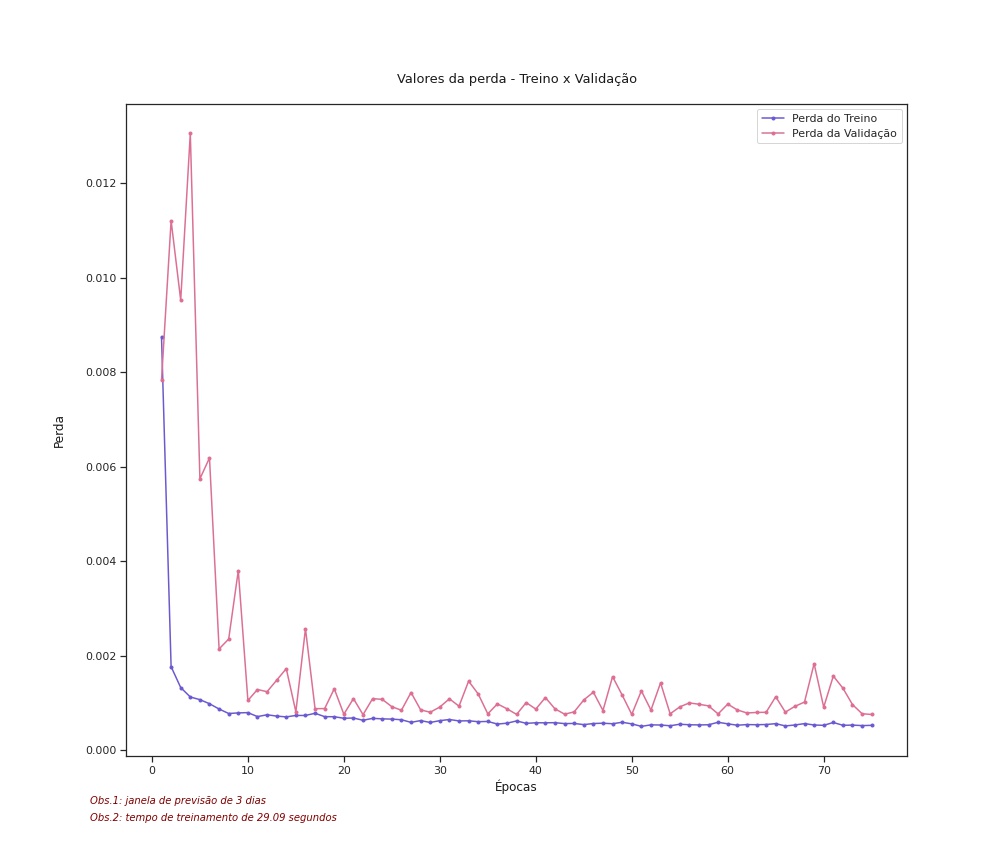 Valores da perda - Treino x Validação
Perda do Treino
Perda da Validação
0.012
0.010
0.008
0.006
0.004
0.002
0.000
Perda
0 10 20 30 40 50 60 70
Épocas
Obs.1: janela de previsão de 3 dias
Obs.2: tempo de treinamento de 29.09 segundos